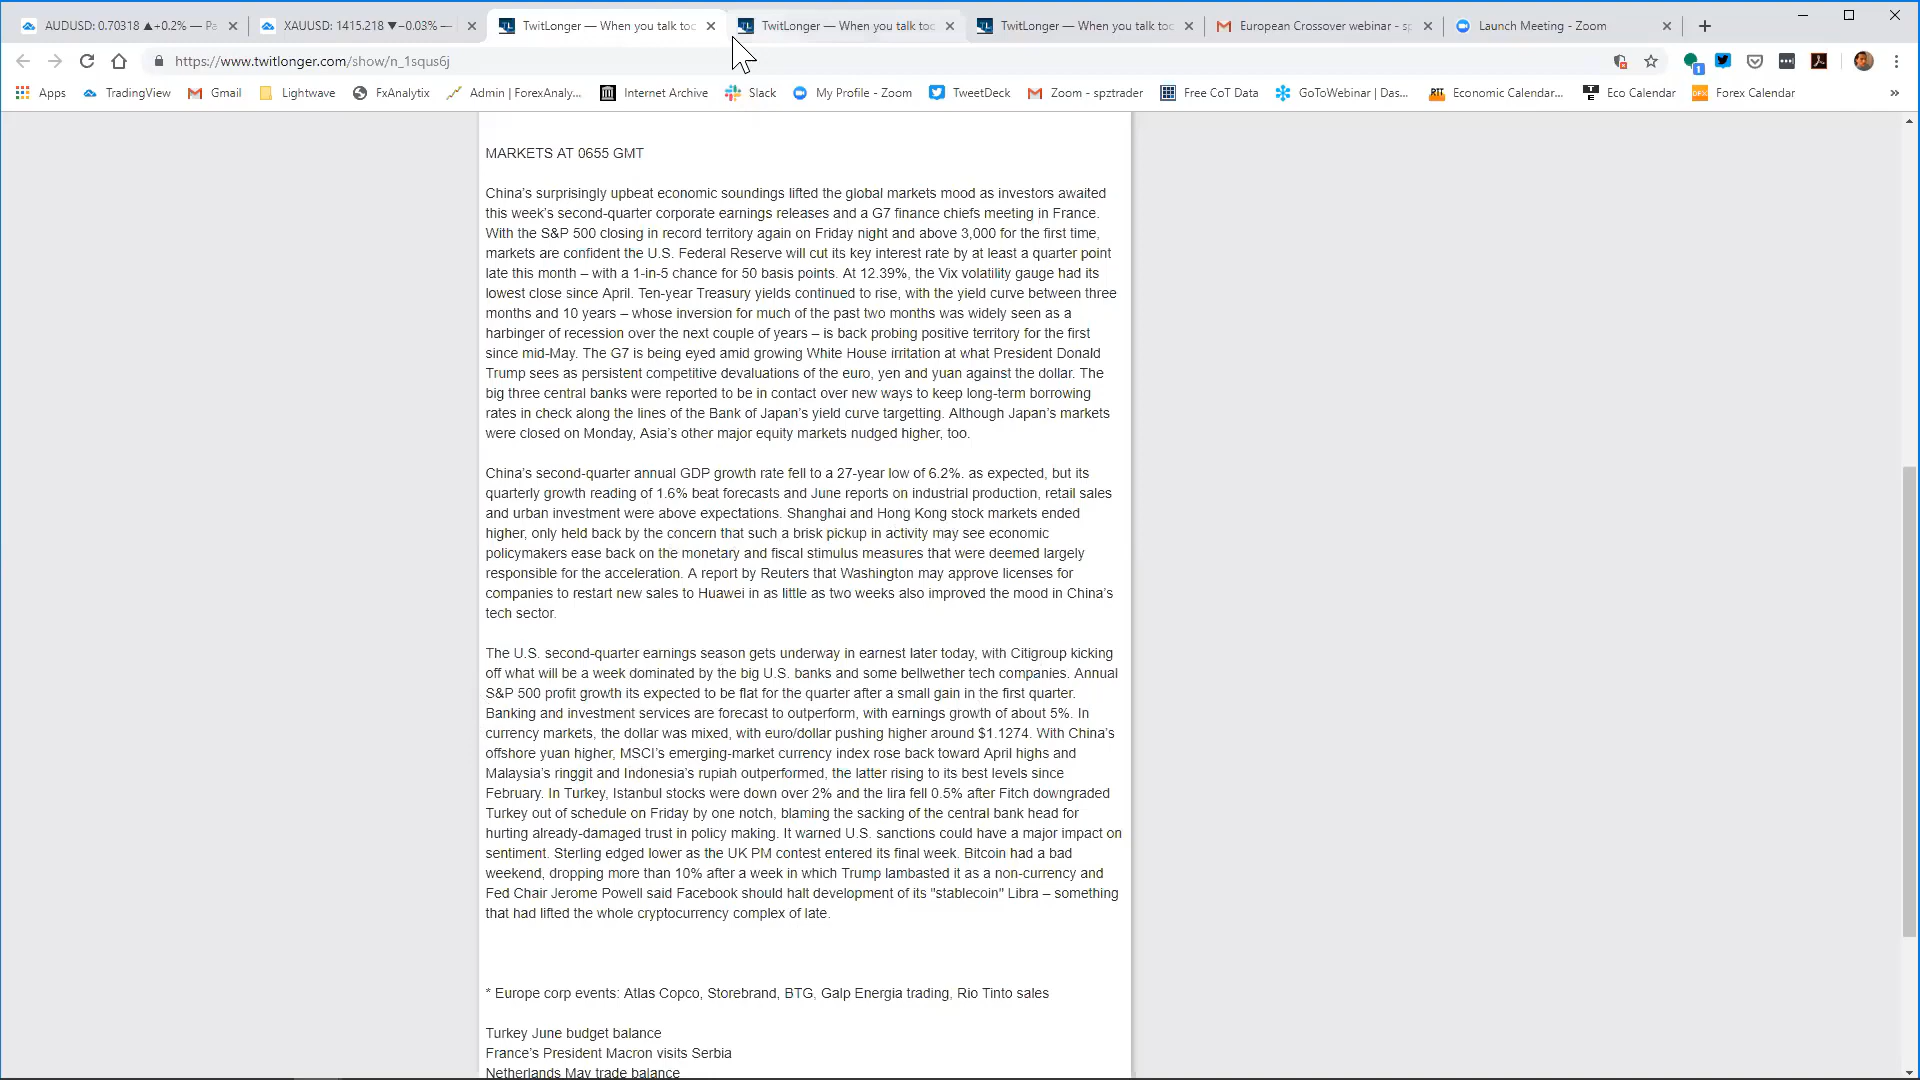 AUDUSD: 0.70318 ▲+0.2% — Pa
XAUUSD: 1415.218 ▼−0.03% —
TwitLonger — When you talk too
TwitLonger — When you talk too
TwitLonger — When you talk too
European Crossover webinar - sp
Launch Meeting - Zoom
https://www.twitlonger.com/show/n_1squs6j
Apps
TradingView
Gmail
Lightwave
FxAnalytix
Admin | ForexAnaly...
Internet Archive
Slack
My Profile - Zoom
TweetDeck
Zoom - spztrader
Free CoT Data
GoToWebinar | Das...
Economic Calendar...
Eco Calendar
Forex Calendar
MARKETS AT 0655 GMT
China’s surprisingly upbeat economic soundings lifted the global markets mood as investors awaited
this week’s second-quarter corporate earnings releases and a G7 finance chiefs meeting in France.
With the S&P 500 closing in record territory again on Friday night and above 3,000 for the first time,
markets are confident the U.S. Federal Reserve will cut its key interest rate by at least a quarter point
late this month – with a 1-in-5 chance for 50 basis points. At 12.39%, the Vix volatility gauge had its
lowest close since April. Ten-year Treasury yields continued to rise, with the yield curve between three
months and 10 years – whose inversion for much of the past two months was widely seen as a
harbinger of recession over the next couple of years – is back probing positive territory for the first
since mid-May. The G7 is being eyed amid growing White House irritation at what President Donald
Trump sees as persistent competitive devaluations of the euro, yen and yuan against the dollar. The
big three central banks were reported to be in contact over new ways to keep long-term borrowing
rates in check along the lines of the Bank of Japan’s yield curve targetting. Although Japan’s markets
were closed on Monday, Asia’s other major equity markets nudged higher, too.
China’s second-quarter annual GDP growth rate fell to a 27-year low of 6.2%. as expected, but its
quarterly growth reading of 1.6% beat forecasts and June reports on industrial production, retail sales
and urban investment were above expectations. Shanghai and Hong Kong stock markets ended
higher, only held back by the concern that such a brisk pickup in activity may see economic
policymakers ease back on the monetary and fiscal stimulus measures that were deemed largely
responsible for the acceleration. A report by Reuters that Washington may approve licenses for
companies to restart new sales to Huawei in as little as two weeks also improved the mood in China’s
tech sector.
The U.S. second-quarter earnings season gets underway in earnest later today, with Citigroup kicking
off what will be a week dominated by the big U.S. banks and some bellwether tech companies. Annual
S&P 500 profit growth its expected to be flat for the quarter after a small gain in the first quarter.
Banking and investment services are forecast to outperform, with earnings growth of about 5%. In
currency markets, the dollar was mixed, with euro/dollar pushing higher around $1.1274. With China’s
offshore yuan higher, MSCI’s emerging-market currency index rose back toward April highs and
Malaysia’s ringgit and Indonesia’s rupiah outperformed, the latter rising to its best levels since
February. In Turkey, Istanbul stocks were down over 2% and the lira fell 0.5% after Fitch downgraded
Turkey out of schedule on Friday by one notch, blaming the sacking of the central bank head for
hurting already-damaged trust in policy making. It warned U.S. sanctions could have a major impact on
sentiment. Sterling edged lower as the UK PM contest entered its final week. Bitcoin had a bad
weekend, dropping more than 10% after a week in which Trump lambasted it as a non-currency and
Fed Chair Jerome Powell said Facebook should halt development of its "stablecoin" Libra – something
that had lifted the whole cryptocurrency complex of late.
* Europe corp events: Atlas Copco, Storebrand, BTG, Galp Energia trading, Rio Tinto sales
Turkey June budget balance
France’s President Macron visits Serbia
Netherlands May trade balance